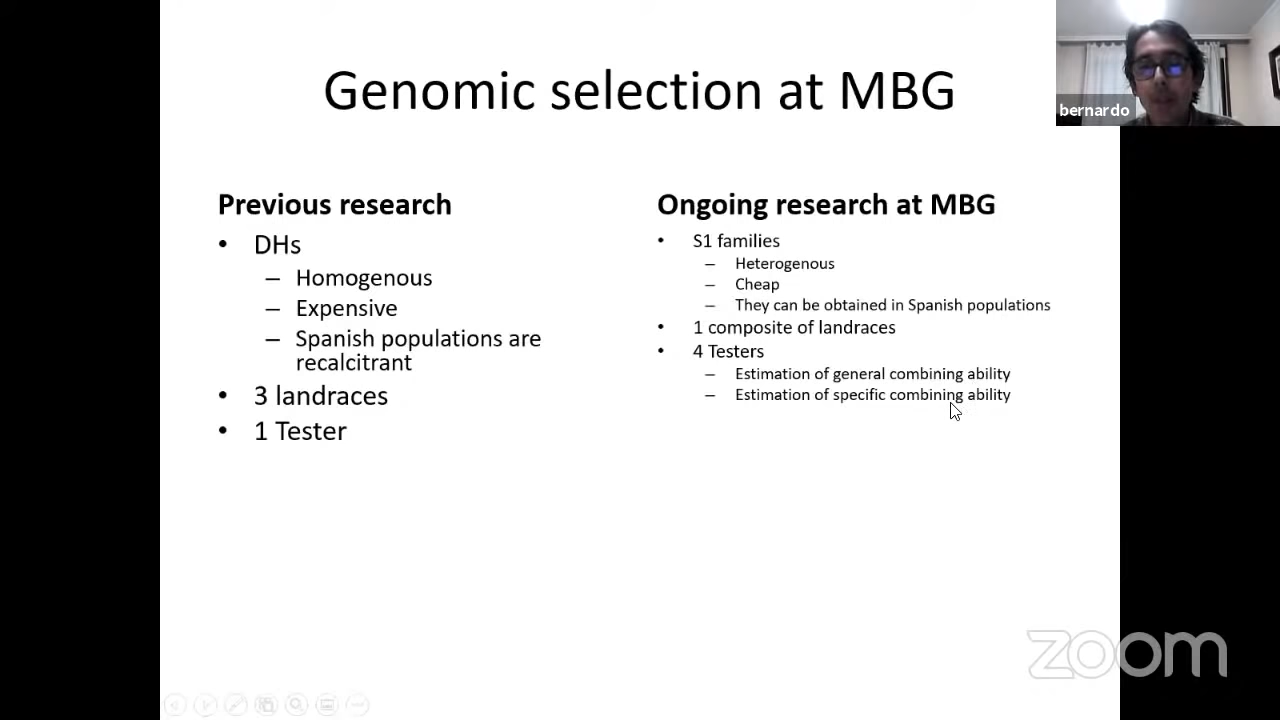 Genomic selection at MBG
bernardo
Previous research
• DHs
– Homogenous
– Expensive
– Spanish populations are
recalcitrant
• 3 landraces
• 1 Tester
Ongoing research at MBG
• S1 families
– Heterogenous
– Cheap
– They can be obtained in Spanish populations
• 1 composite of landraces
• 4 Testers
– Estimation of general combining ability
– Estimation of specific combining ability
zoom